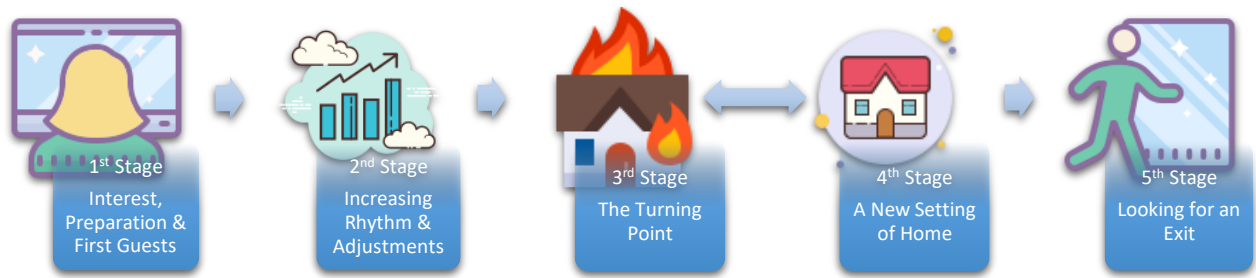 1st Stage
Interest,
Preparation &
First Guests
2nd Stage
Increasing
Rhythm &
Adjustments
3rd Stage
The Turning
Point
4th Stage
A New Setting
of Home
5th Stage
Looking for an
Exit